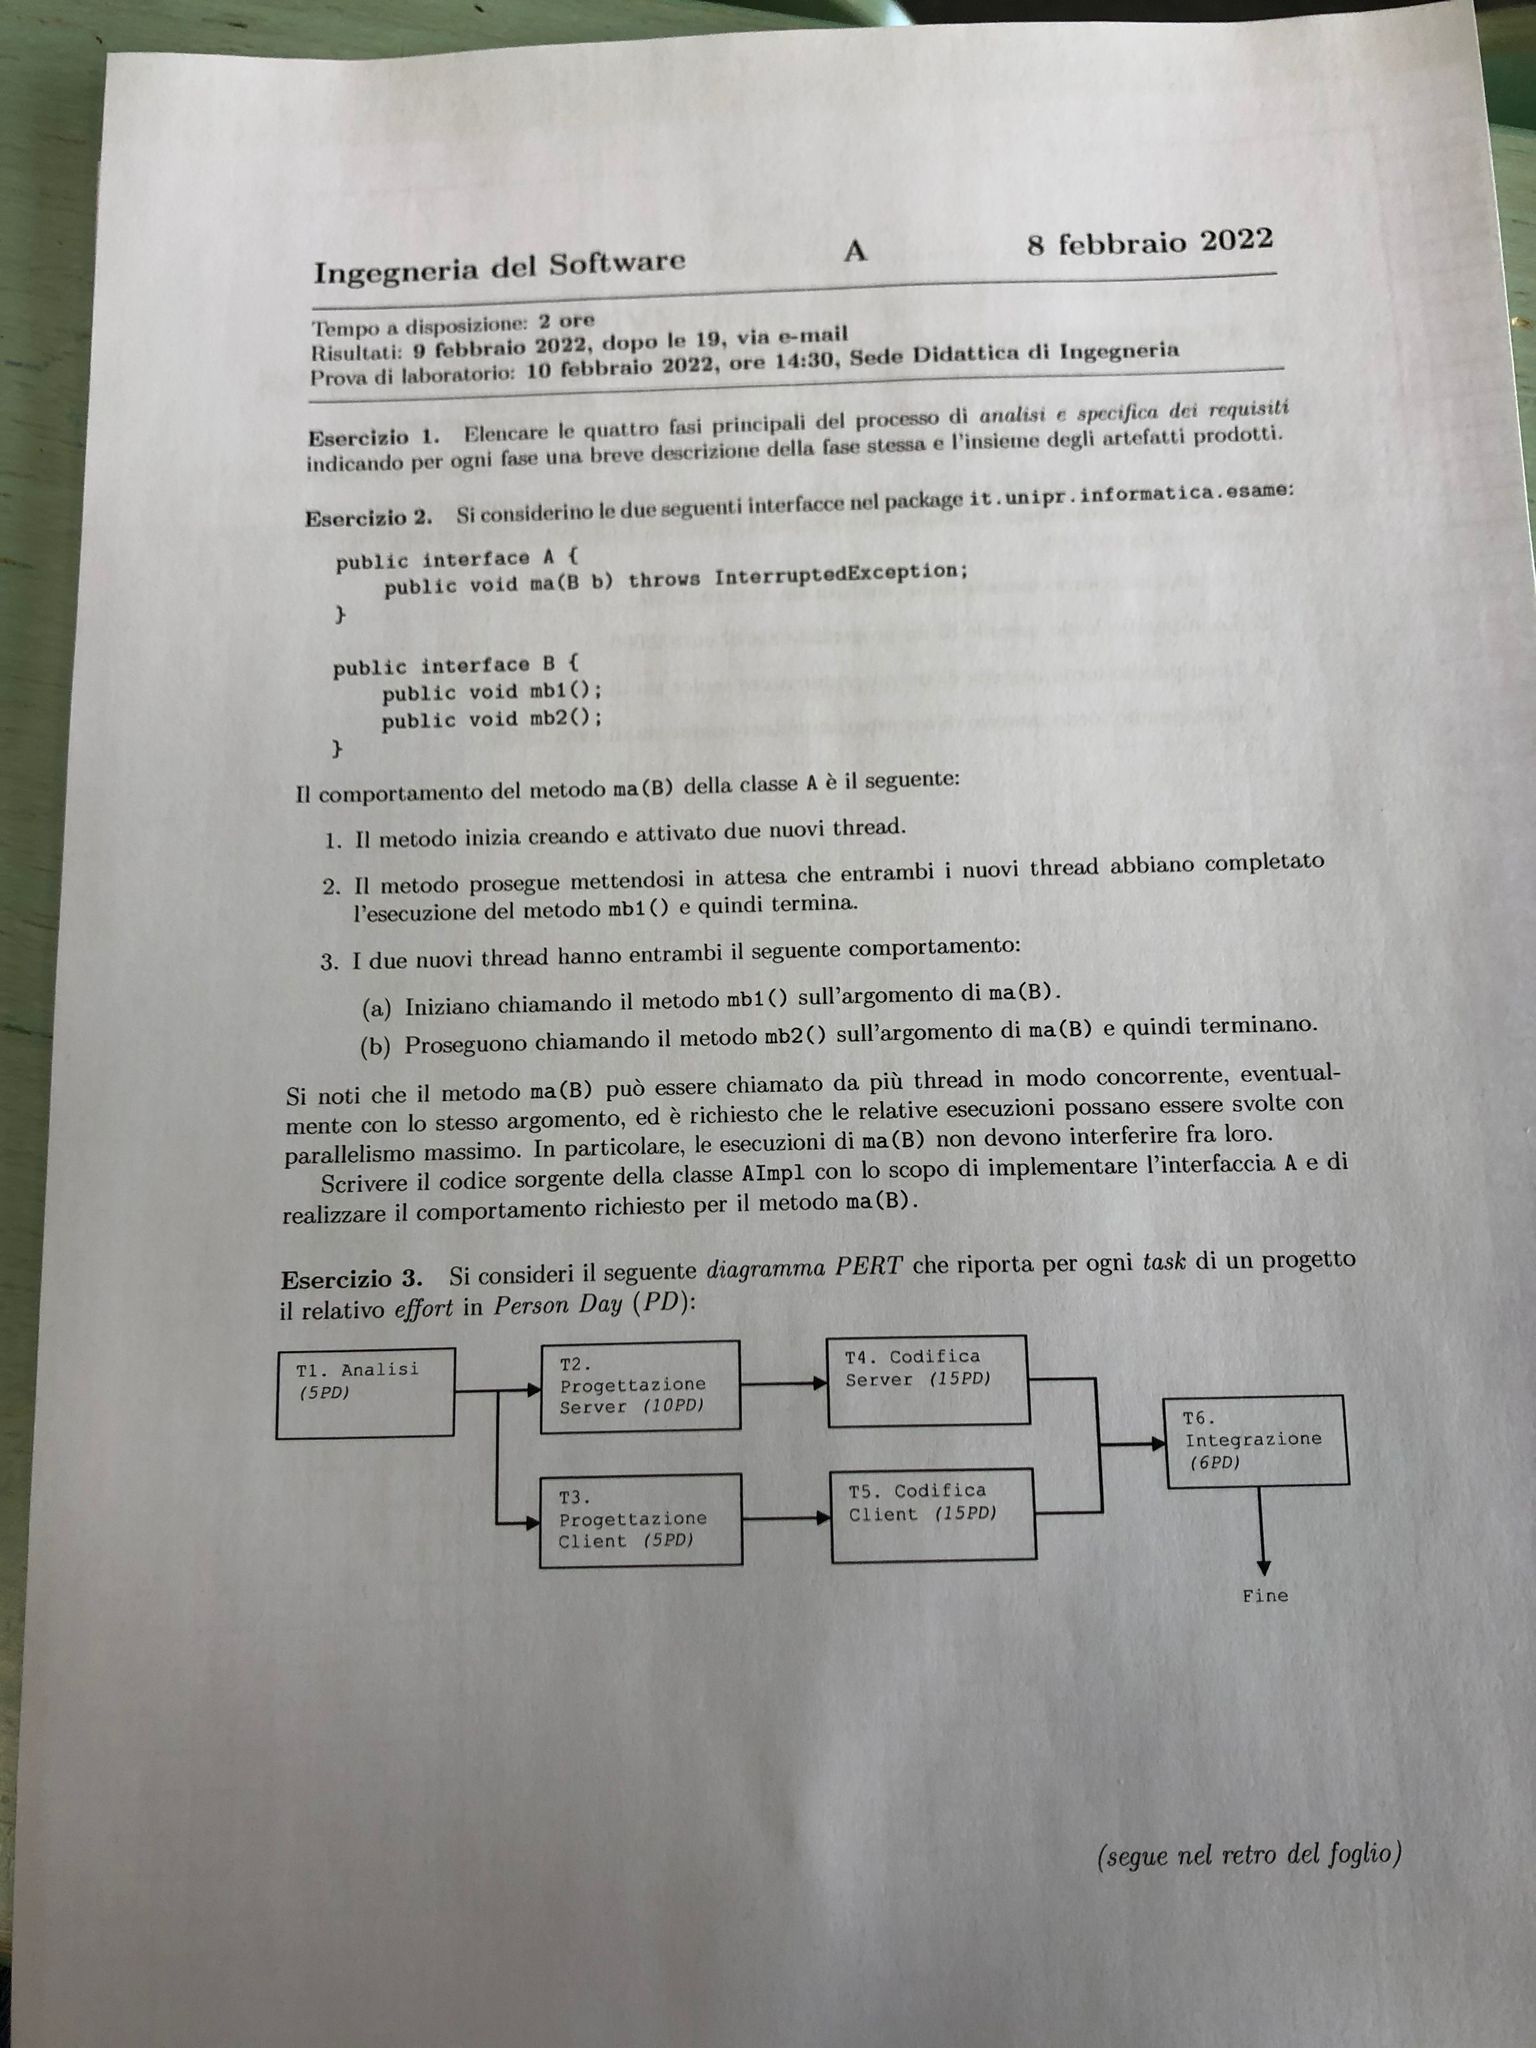 Ingegneria del Software A 8 febbraio 2022
Tempo a disposizione: 2 ore
Risultati: 9 febbraio 2022, dopo le 19, via e-mail
Prova di laboratorio: 10 febbraio 2022, ore 14:30, Sede Didattica di Ingegneria
Esercizio 1. Elencare le quattro fasi principali del processo di analisi e specifica dei requisiti
indicando per ogni fase una breve descrizione della fase stessa e l'insieme degli artefatti prodotti.
Esercizio 2. Si considerino le due seguenti interfacce nel package it.unipr.informatica.esame:
public interface A {
public void ma(B b) throws InterruptedException;
}
public interface B {
public void mb1();
public void mb2();
}
Il comportamento del metodo ma(B) della classe A è il seguente:
1. Il metodo inizia creando e attivato due nuovi thread.
2. Il metodo prosegue mettendosi in attesa che entrambi i nuovi thread abbiano completato
l'esecuzione del metodo mb1() e quindi termina.
3. I due nuovi thread hanno entrambi il seguente comportamento:
(a) Iniziano chiamando il metodo mb1() sull'argomento di ma(B).
(b) Proseguono chiamando il metodo mb2() sull'argomento di ma(B) e quindi terminano.
Si noti che il metodo ma(B) può essere chiamato da più thread in modo concorrente, eventual-
mente con lo stesso argomento, ed è richiesto che le relative esecuzioni possano essere svolte con
parallelismo massimo. In particolare, le esecuzioni di ma(B) non devono interferire fra loro.
Scrivere il codice sorgente della classe AImpl con lo scopo di implementare l'interfaccia A e di
realizzare il comportamento richiesto per il metodo ma(B).
Esercizio 3. Si consideri il seguente diagramma PERT che riporta per ogni task di un progetto
il relativo effort in Person Day (PD):
T1. Analisi
(5PD)
T2.
Progettazione
Server (10PD)
T4. Codifica
Server (15PD)
T3.
Progettazione
Client (5PD)
T5. Codifica
Client (15PD)
T6.
Integrazione
(6PD)
Fine
(segue nel retro del foglio)